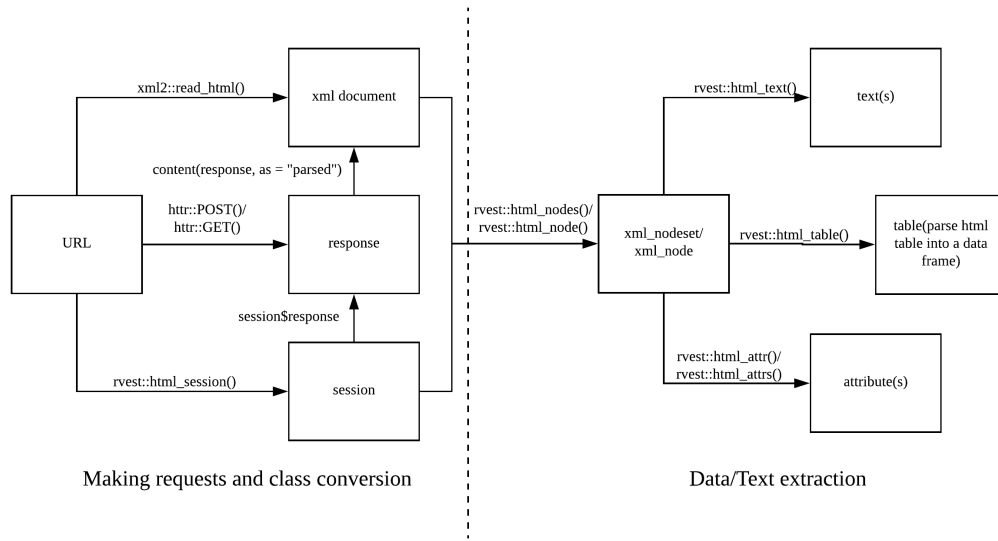 xml2::read_html()
xml document
content(response, as = "parsed")
URL
httr::POST()/
httr::GET()
response
session$response
rvest::html_session()
session
rvest::html_nodes()/
rvest::html_node()
rvest::html_text()
text(s)
xml_nodeset/
xml_node
rvest::html_table()
table(parse html
table into a data
frame)
rvest::html_attr()/
rvest::html_attrs()
attribute(s)
Making requests and class conversion
Data/Text extraction